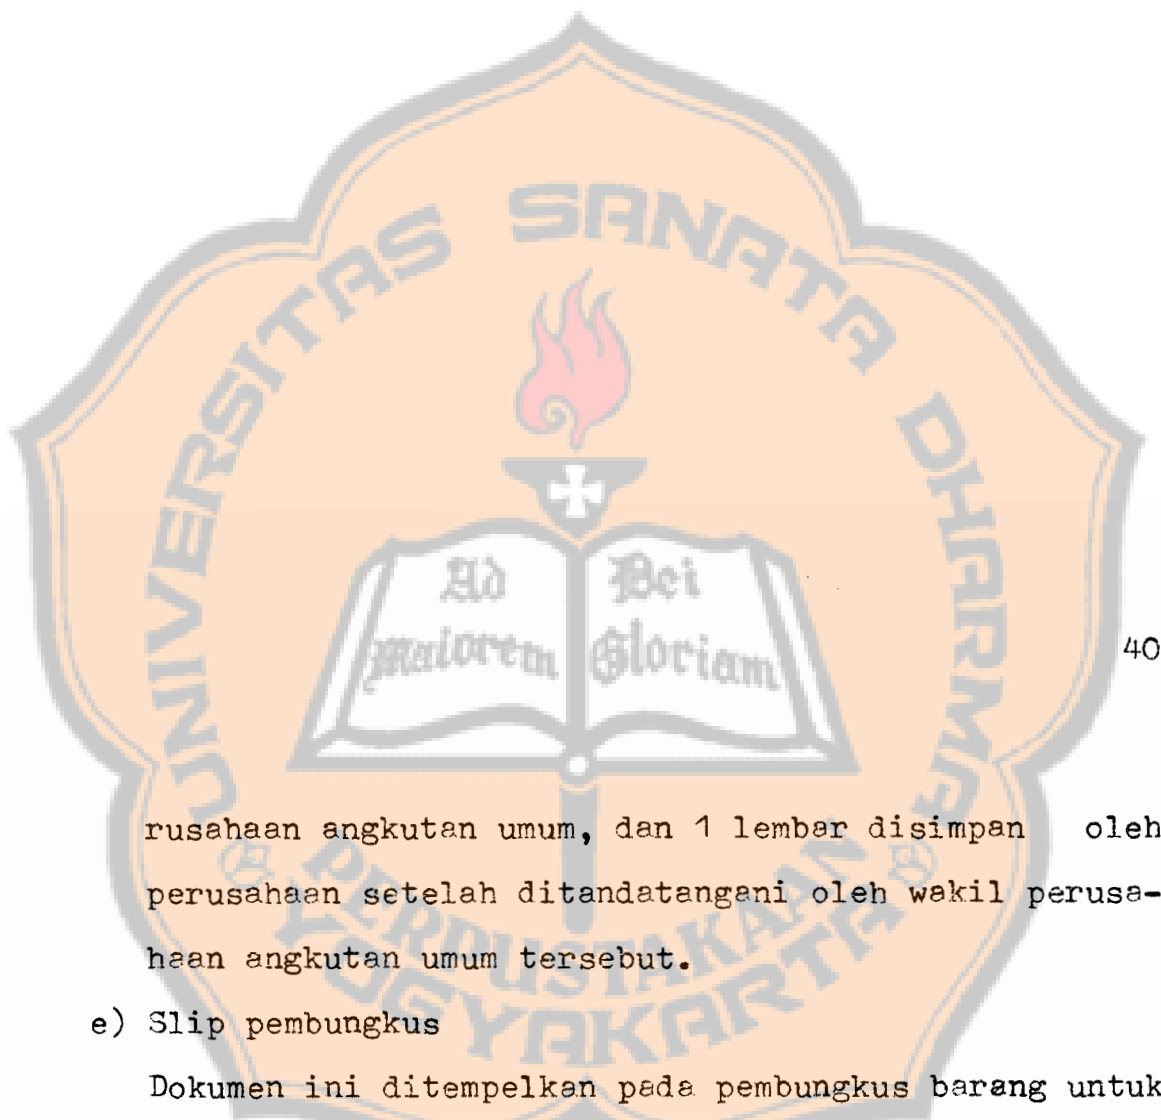 UNIVERSITAS SANATA DHARMA
Ad Dei
Maiorem Gloriam
40
rusahaan angkutan umum, dan 1 lembar disimpan oleh
perusahaan setelah ditandatangani oleh wakil perusa-
haan angkutan umum tersebut.
PERPUSTAKAAN
YOGYAKARTA
e) Slip pembungkus
Dokumen ini ditempelkan pada pembungkus barang untuk